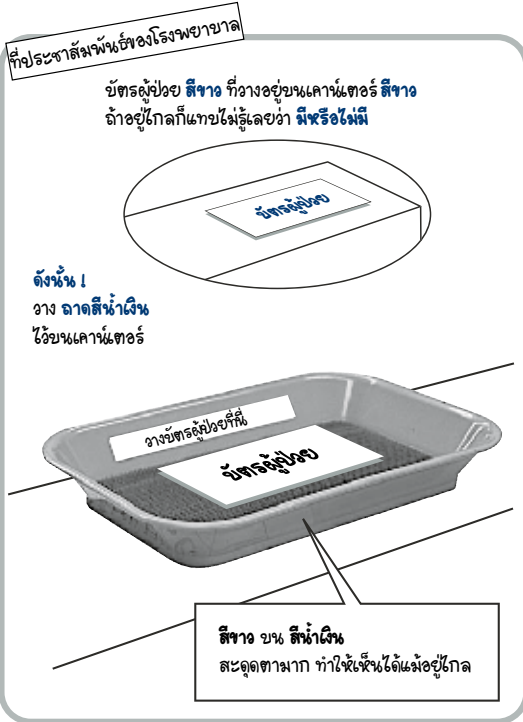 ที่ประชาสัมพันธ์ของโรงพยาบาล
บัตรผู้ป่วย สีขาว ที่วางอยู่บนเคาน์เตอร์ สีขาว
ถ้าอยู่ไกลก็แทบไม่รู้เลยว่า มีหรือไม่มี
บัตรผู้ป่วย
ดังนั้น !
วาง ถาดสีน้ำเงิน
ไว้บนเคาน์เตอร์
วางบัตรผู้ป่วยที่นี่
บัตรผู้ป่วย
สีขาว บน สีน้ำเงิน
สะดุดตามาก ทำให้เห็นได้แม้อยู่ไกล